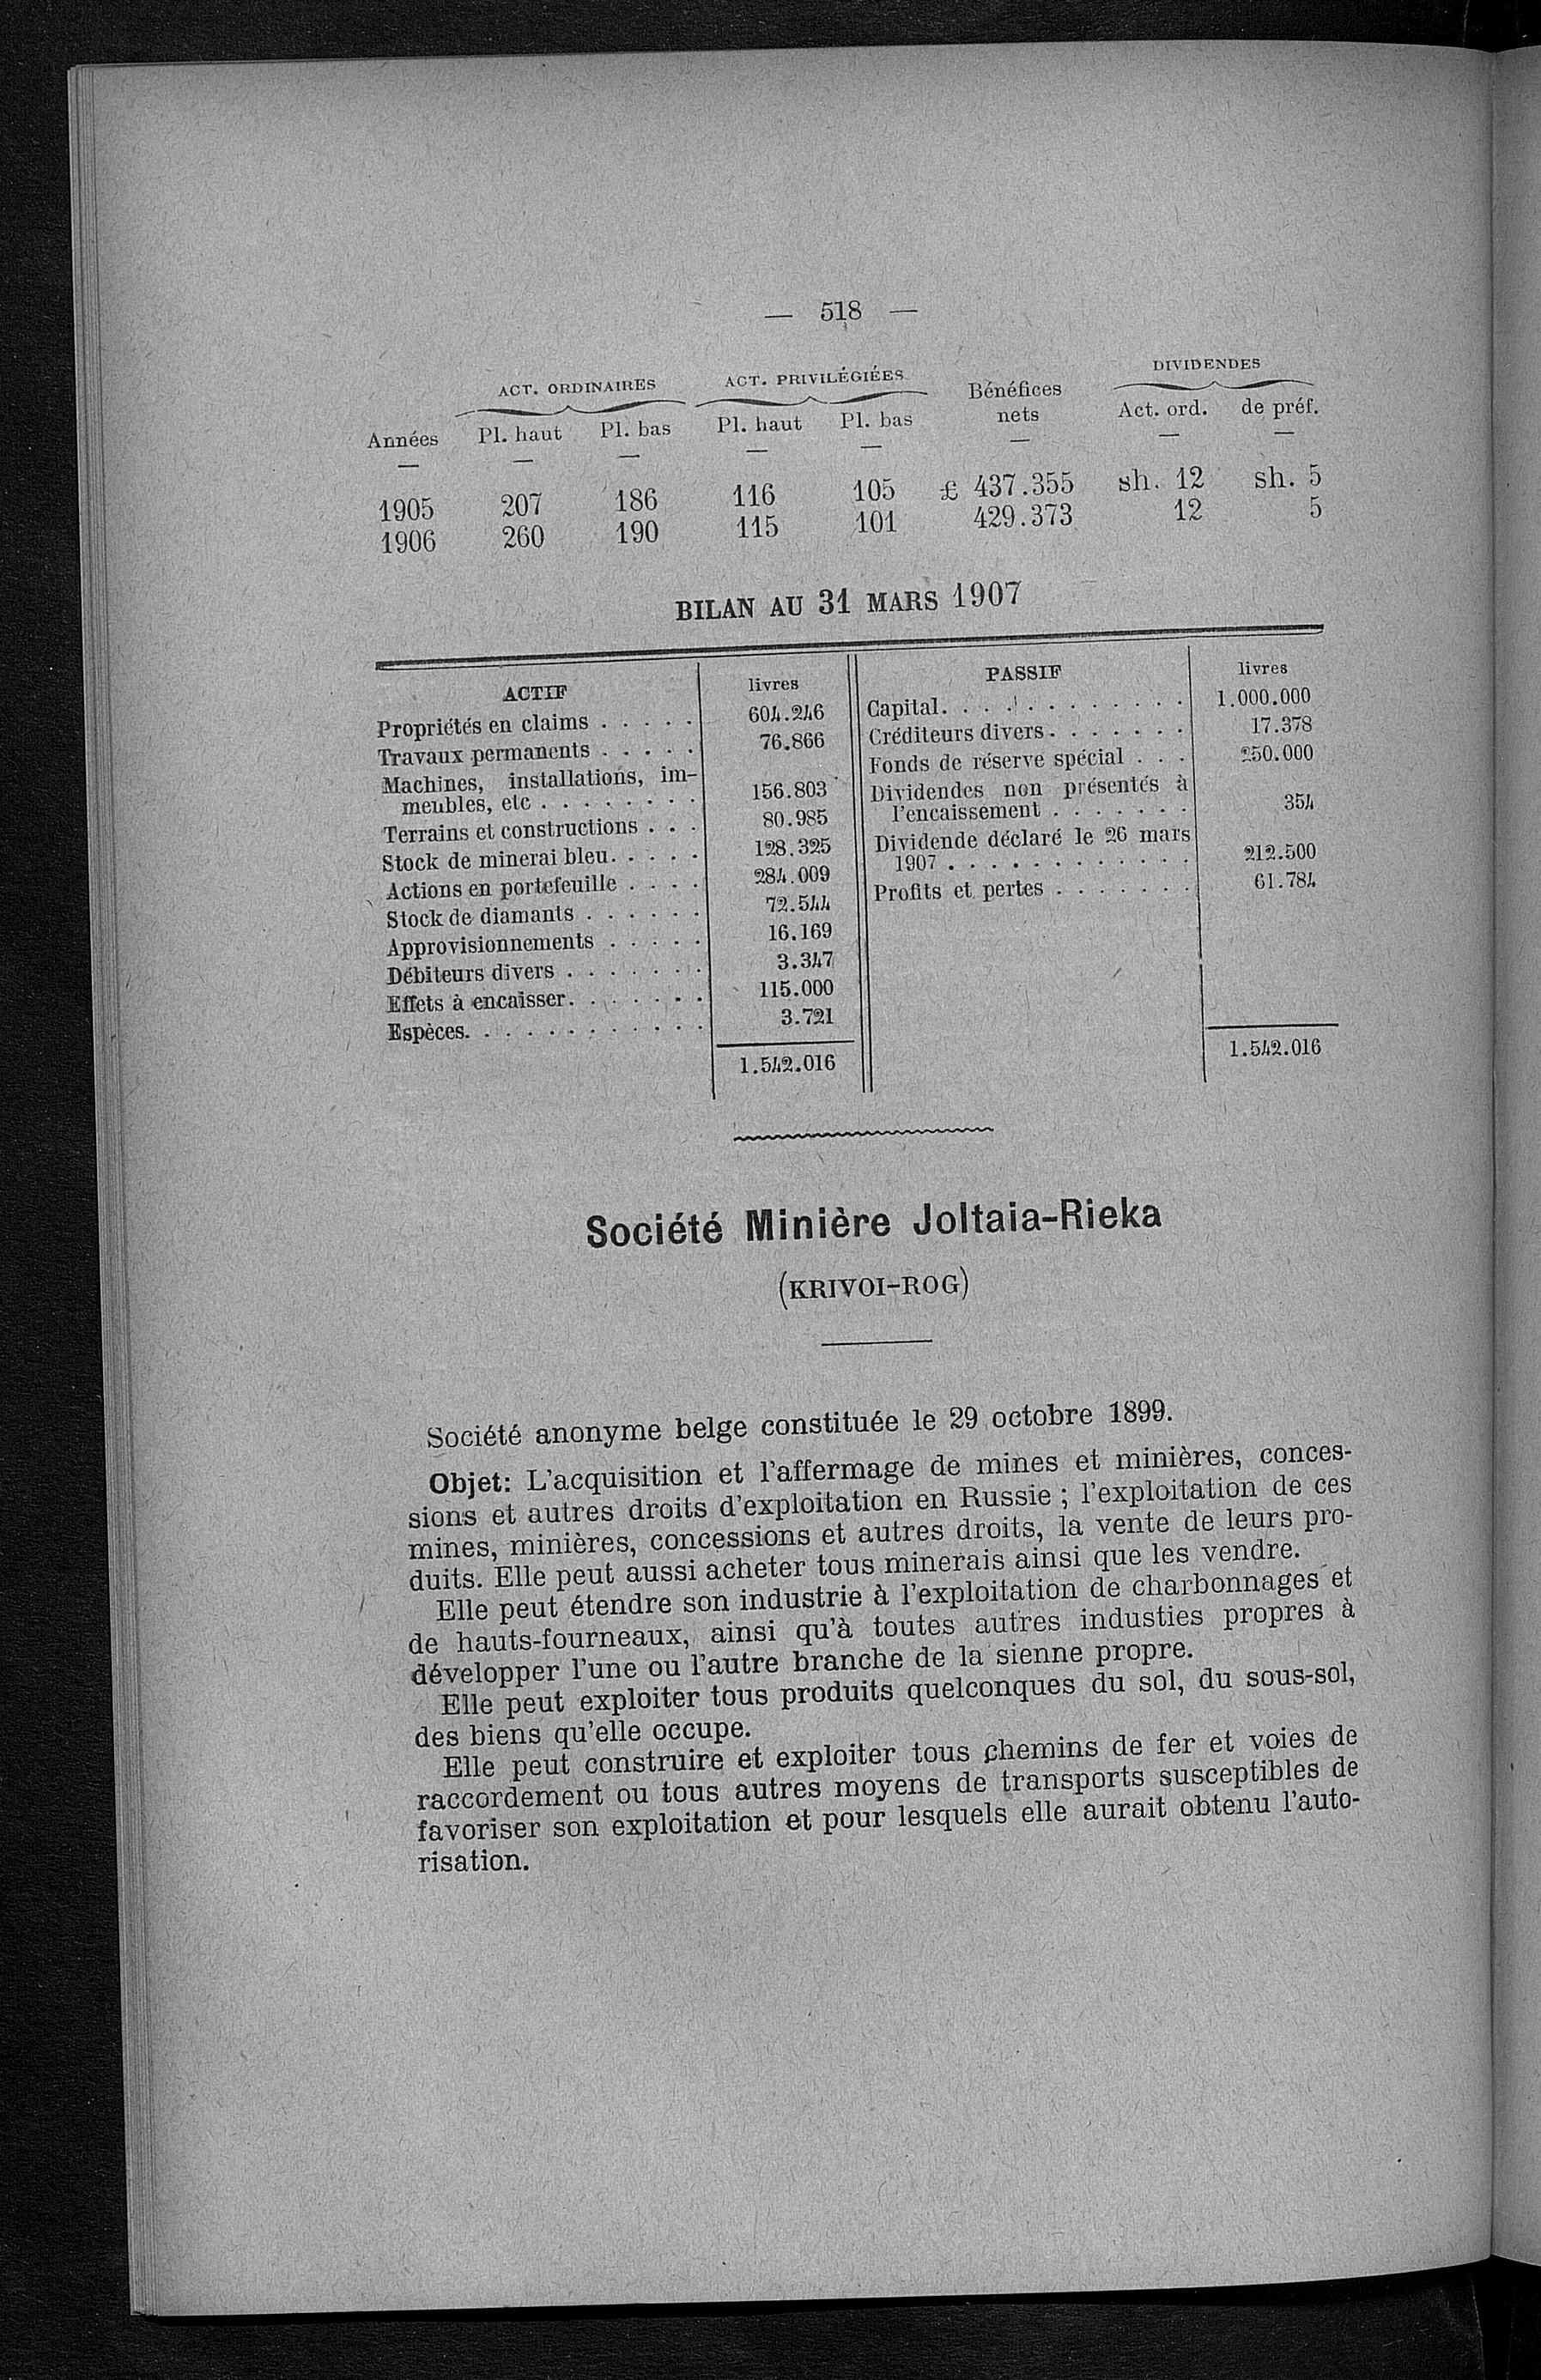 — 518 —
ACT. ORDINAIRES ACT. PRIVILÉGIÉES Bénéfices nets DIVIDENDES
Années Pl. haut Pl. bas Pl. haut Pl. bas Act. ord. de préf.
— — — — — — — —
1905 207 186 116 105 £ 437.355 sh. 12 sh. 5
1906 260 190 115 101 429.373 12 5
BILAN AU 31 MARS 1907
ACTIF livres
Propriétés en claims . . . . . 604.246
Travaux permanents . . . . . 76.866
Machines, installations, im-
meubles, etc . . . . . . . . 156.803
Terrains et constructions . . . 80.985
Stock de minerai bleu. . . . . 128.325
Actions en portefeuille . . . . 284.009
Stock de diamants . . . . . . 72.544
Approvisionnements . . . . . 16.169
Débiteurs divers . . . . . . . 3.347
Effets à encaisser. . . . . . . 115.000
Espèces. . . . . . . . . . . . 3.721
1.542.016
PASSIF livres
Capital. . . . . . . . . . . . 1.000.000
Créditeurs divers. . . . . . . 17.378
Fonds de réserve spécial . . . 250.000
Dividendes non présentés à
l'encaissement . . . . . . . 354
Dividende déclaré le 26 mars
1907 . . . . . . . . . . . . 212.500
Profits et pertes . . . . . . . 61.784
1.542.016
Société Minière Joltaia-Rieka
(KRIVOI-ROG)
Société anonyme belge constituée le 29 octobre 1899.
Objet: L'acquisition et l'affermage de mines et minières, conces-
sions et autres droits d'exploitation en Russie ; l'exploitation de ces
mines, minières, concessions et autres droits, la vente de leurs pro-
duits. Elle peut aussi acheter tous minerais ainsi que les vendre.
Elle peut étendre son industrie à l'exploitation de charbonnages et
de hauts-fourneaux, ainsi qu'à toutes autres industies propres à
développer l'une ou l'autre branche de la sienne propre.
Elle peut exploiter tous produits quelconques du sol, du sous-sol,
des biens qu'elle occupe.
Elle peut construire et exploiter tous chemins de fer et voies de
raccordement ou tous autres moyens de transports susceptibles de
favoriser son exploitation et pour lesquels elle aurait obtenu l'auto-
risation.